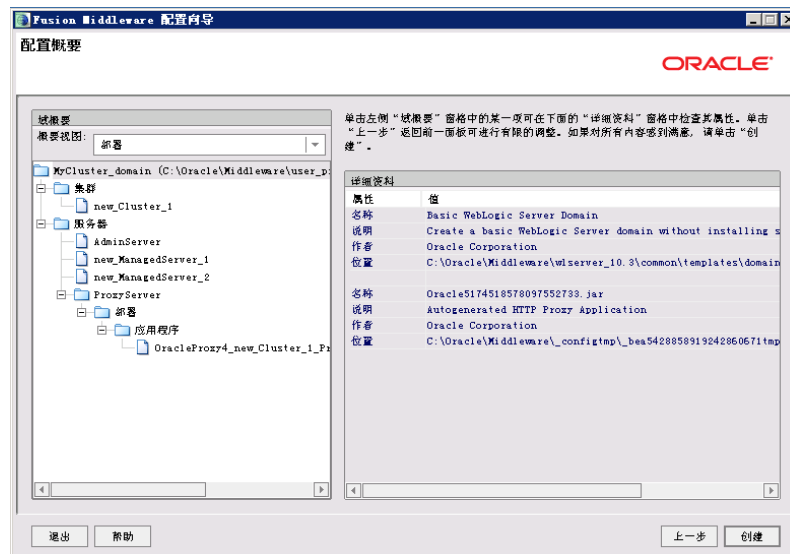 Fusion Middleware 配置向导
配置概要
ORACLE
域概要
概要视图:
部署
MyCluster_domain (C:\Oracle\Middleware\user_p
集群
new_Cluster_1
服务器
AdminServer
new_ManagedServer_1
new_ManagedServer_2
ProxyServer
部署
应用程序
OracleProxy4_new_Cluster_1_P
单击左侧“域概要”窗格中的某一项可在下面的“详细资料”窗格中检查其属性。单击
“上一步”返回前一面板可进行有限的调整。如果对所有内容感到满意, 请单击“创
建”。
详细资料
属性 值
名称 Basic WebLogic Server Domain
说明 Create a basic WebLogic Server domain without installing s
作者 Oracle Corporation
位置 C:\Oracle\Middleware\wlserver_10.3\common\templates\domain
名称 Oracle5174518578097552733.jar
说明 Autogenerated HTTP Proxy Application
作者 Oracle Corporation
位置 C:\Oracle\Middleware\_configtmp\_bea5428858919242860671tmp
退出 帮助 上一步 创建